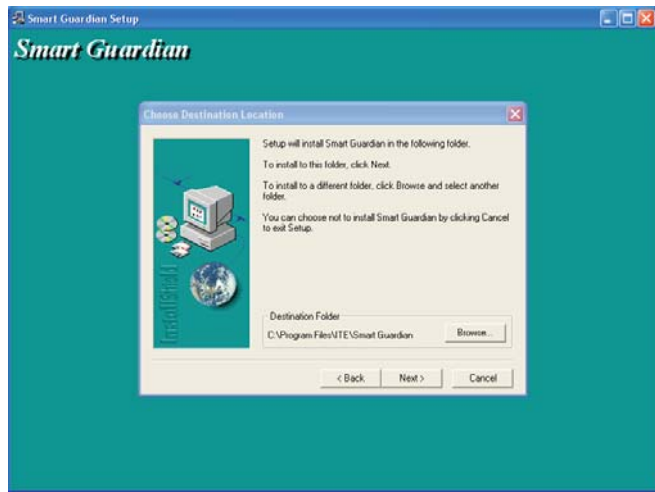 Smart Guardian Setup
Smart Guardian
Choose Destination Location
Setup will install Smart Guardian in the following folder.
To install to this folder, click Next.
To install to a different folder, click Browse and select another
folder.
You can choose not to install Smart Guardian by clicking Cancel
to exit Setup.
InstallShield
Destination Folder
C:\Program Files\ITE\Smart Guardian
Browse...
< Back
Next >
Cancel